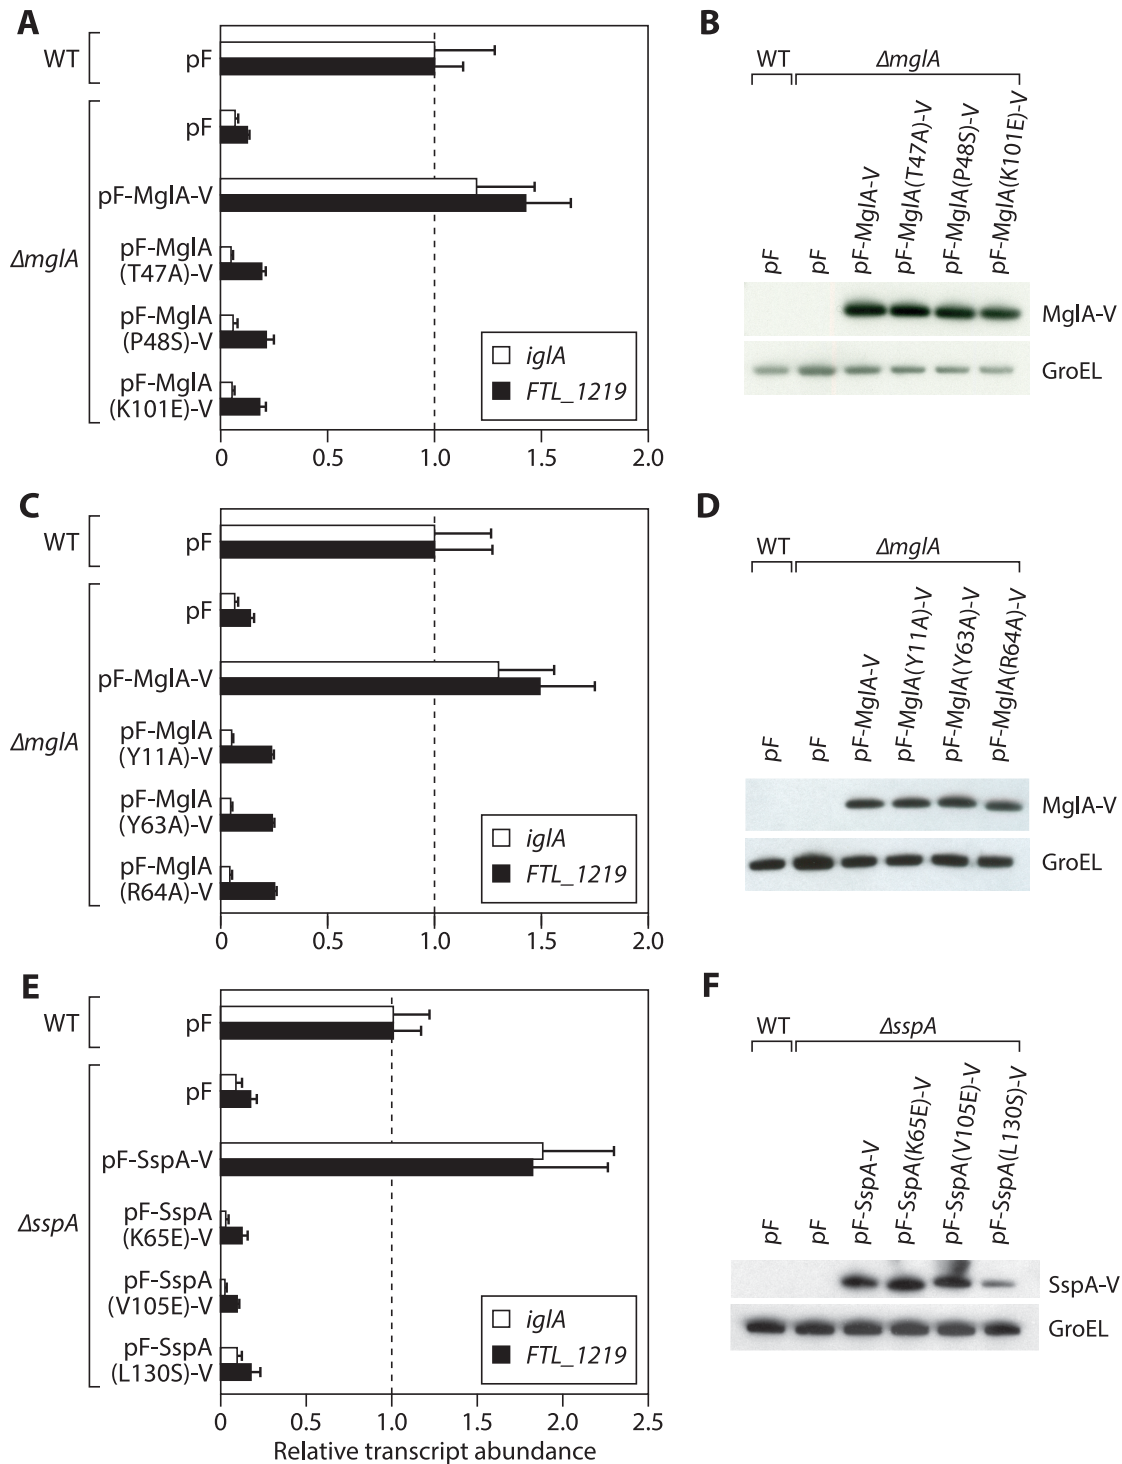 A
WT
pF
ΔmglA
pF
pF-MglA-V
pF-MglA
(T47A)-V
pF-MglA
(P48S)-V
pF-MglA
(K101E)-V
iglA
FTL_1219
0 0.5 1.0 1.5 2.0
B
WT ΔmglA
pF
pF
pF-MglA-V
pF-MglA(T47A)-V
pF-MglA(P48S)-V
pF-MglA(K101E)-V
MglA-V
GroEL
C
WT
pF
ΔmglA
pF
pF-MglA-V
pF-MglA
(Y11A)-V
pF-MglA
(Y63A)-V
pF-MglA
(R64A)-V
iglA
FTL_1219
0 0.5 1.0 1.5 2.0
D
WT ΔmglA
pF
pF
pF-MglA-V
pF-MglA(Y11A)-V
pF-MglA(Y63A)-V
pF-MglA(R64A)-V
MglA-V
GroEL
E
WT
pF
ΔsspA
pF
pF-SspA-V
pF-SspA
(K65E)-V
pF-SspA
(V105E)-V
pF-SspA
(L130S)-V
iglA
FTL_1219
0 0.5 1.0 1.5 2.0 2.5
Relative transcript abundance
F
WT ΔsspA
pF
pF
pF-SspA-V
pF-SspA(K65E)-V
pF-SspA(V105E)-V
pF-SspA(L130S)-V
SspA-V
GroEL